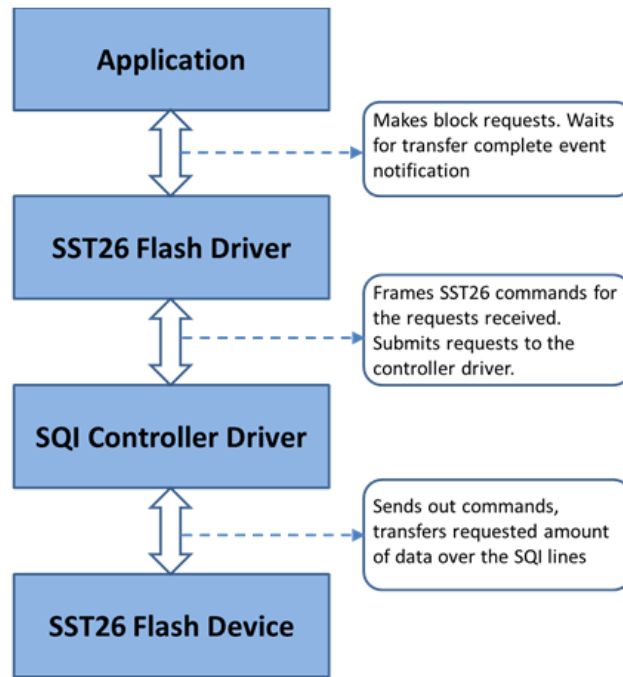 Application
Makes block requests. Waits
for transfer complete event
notification
SST26 Flash Driver
Frames SST26 commands for
the requests received.
Submits requests to the
controller driver.
SQI Controller Driver
Sends out commands,
transfers requested amount
of data over the SQI lines
SST26 Flash Device